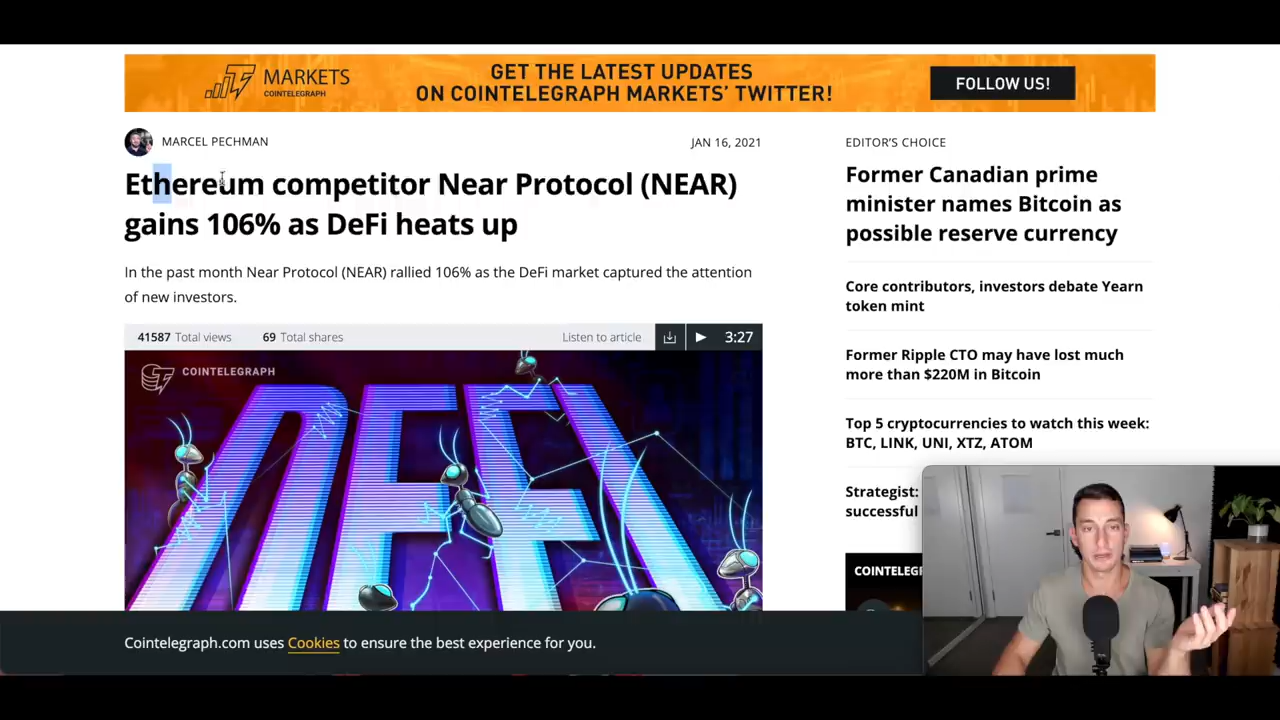 MARKETS
COINTELEGRAPH
GET THE LATEST UPDATES
ON COINTELEGRAPH MARKETS' TWITTER!
FOLLOW US!
MARCEL PECHMAN
JAN 16, 2021
Ethereum competitor Near Protocol (NEAR)
gains 106% as DeFi heats up
In the past month Near Protocol (NEAR) rallied 106% as the DeFi market captured the attention
of new investors.
41587 Total views
69 Total shares
Listen to article
3:27
COINTELEGRAPH
DEFI
EDITOR'S CHOICE
Former Canadian prime
minister names Bitcoin as
possible reserve currency
Core contributors, investors debate Yearn
token mint
Former Ripple CTO may have lost much
more than $220M in Bitcoin
Top 5 cryptocurrencies to watch this week:
BTC, LINK, UNI, XTZ, ATOM
Strategist:
successful
COINTELEG
Cointelegraph.com uses Cookies to ensure the best experience for you.